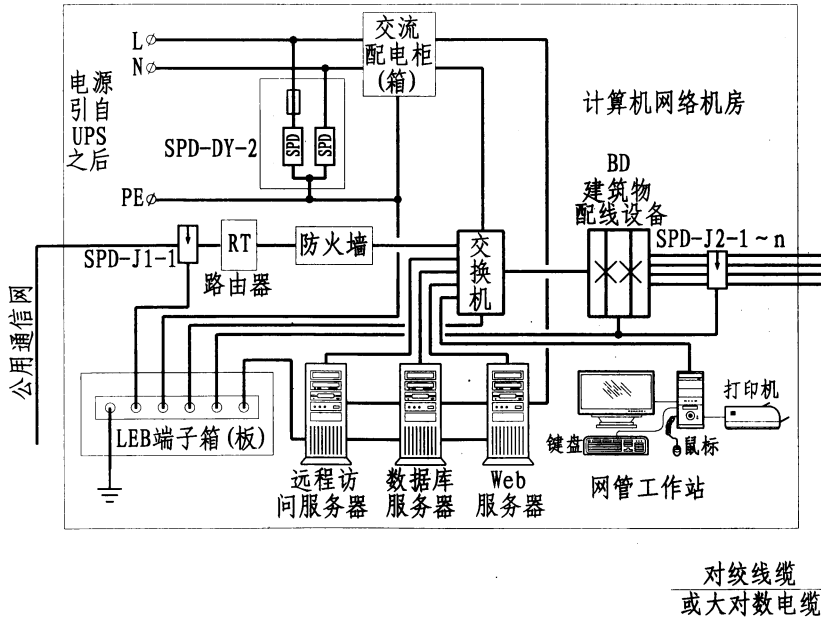 L
N
电源
引自
UPS
之后
交流
配电柜
(箱)
SPD-DY-2
SPD
SPD
PE
计算机网络机房
BD
建筑物
配线设备
SPD-J2-1~n
SPD-J1-1
RT
路由器
防火墙
交
换
机
公用通信网
LEB端子箱(板)
远程访
问服务器
数据库
服务器
Web
服务器
键盘
鼠标
打印机
网管工作站
对绞线缆
或大对数电缆